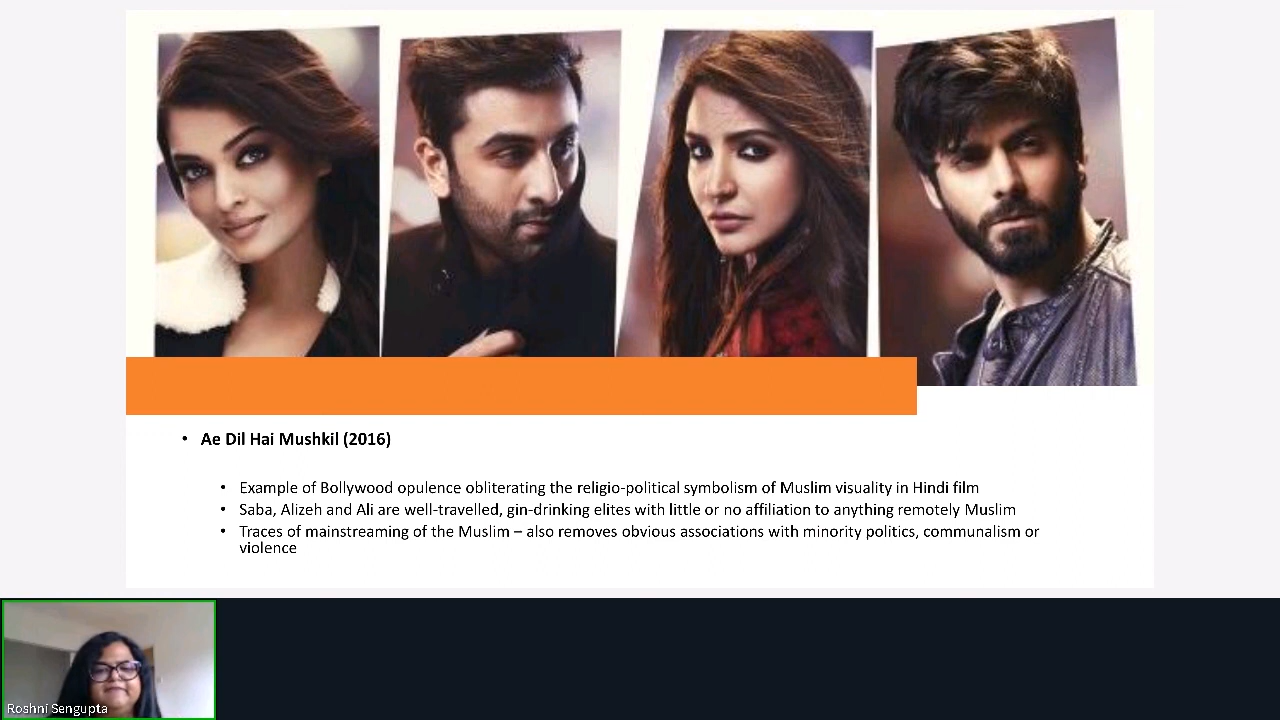 • Ae Dil Hai Mushkil (2016)
• Example of Bollywood opulence obliterating the religio-political symbolism of Muslim visuality in Hindi film
• Saba, Alizeh and Ali are well-travelled, gin-drinking elites with little or no affiliation to anything remotely Muslim
• Traces of mainstreaming of the Muslim – also removes obvious associations with minority politics, communalism or
violence
Roshni Sengupta